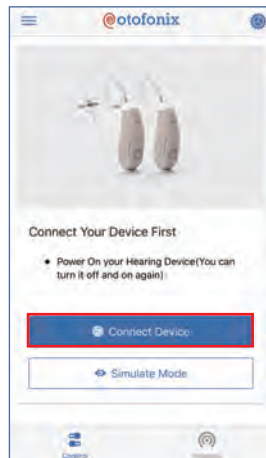 otofonix
Connect Your Device First
• Power On your Hearing Device(You can
turn it off and on again)
Connect Device
Simulate Mode
Control